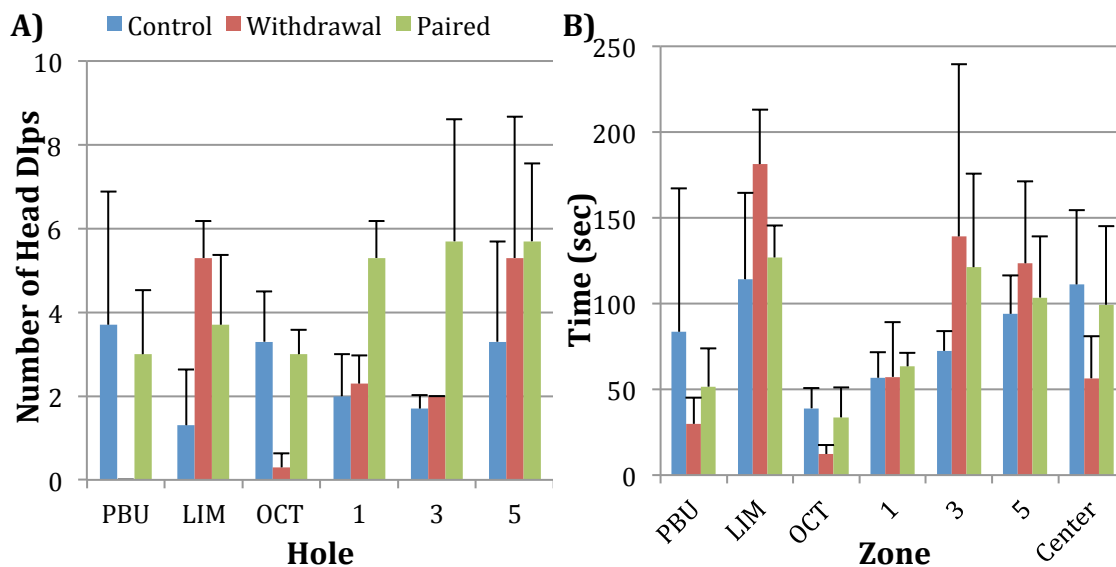 A) Control Withdrawal Paired
Number of Head DIps
10
8
6
4
2
0
PBU LIM OCT 1 3 5
Hole
B)
Time (sec)
250
200
150
100
50
0
PBU LIM OCT 1 3 5 Center
Zone